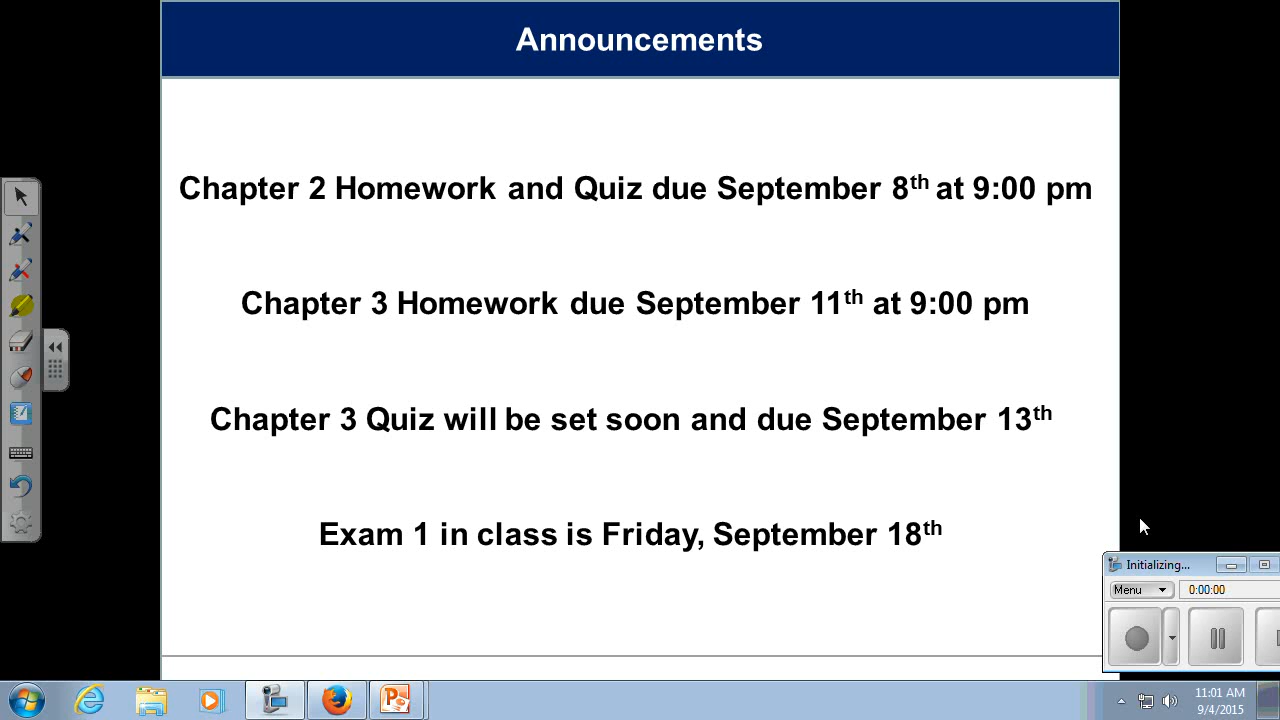 Announcements
Chapter 2 Homework and Quiz due September 8th at 9:00 pm
Chapter 3 Homework due September 11th at 9:00 pm
Chapter 3 Quiz will be set soon and due September 13th
Exam 1 in class is Friday, September 18th
Initializing...
Menu
0:00:00
11:01 AM
9/4/2015